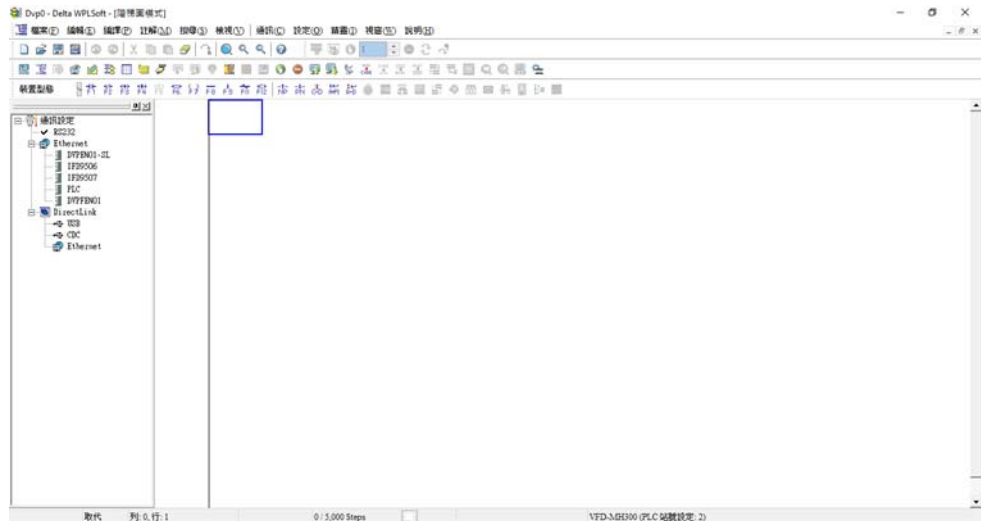 Dvp0 - Delta WPLSoft - [階梯圖模式]
檔案(F) 編輯(E) 編譯(P) 註解(M) 搜尋(S) 檢視(V) 通訊(C) 設定(O) 精靈(I) 視窗(W) 說明(H)
1
裝置型態
通訊設定
RS232
Ethernet
DVPEN01-SL
IFD9506
IFD9507
PLC
DVPFEN01
DirectLink
USB
CDC
Ethernet
取代 列: 0, 行: 1 0 / 5,000 Steps VFD-MH300 (PLC 站號設定: 2)